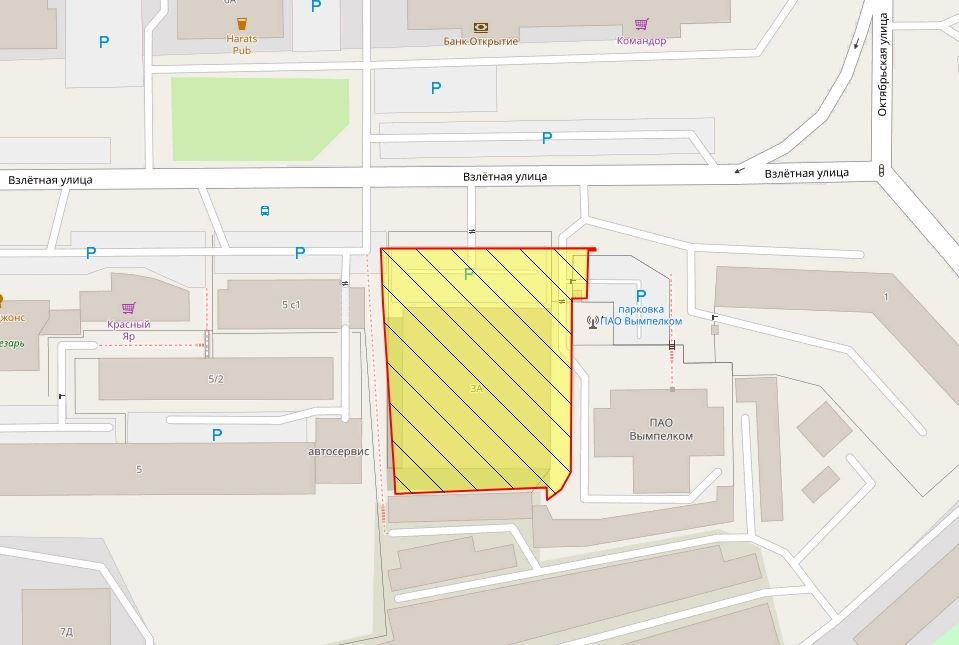 6А
P
P
Harats
Pub
Банк Открытие
Командор
Октябрьская улица
P
P
Взлётная улица
Взлётная улица
Взлётная улица
P
P
P
P
1
5 с1
парковка
ПАО Вымпелком
жонс
Красный
Яр
езарь
5/2
3А
ПАО
Вымпелком
P
автосервис
5
7Д